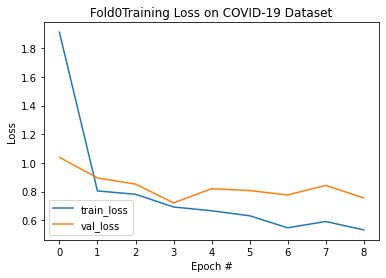 Fold0Training Loss on COVID-19 Dataset
Loss
1.8
1.6
1.4
1.2
1.0
0.8
0.6
train_loss
val_loss
0 1 2 3 4 5 6 7 8
Epoch #